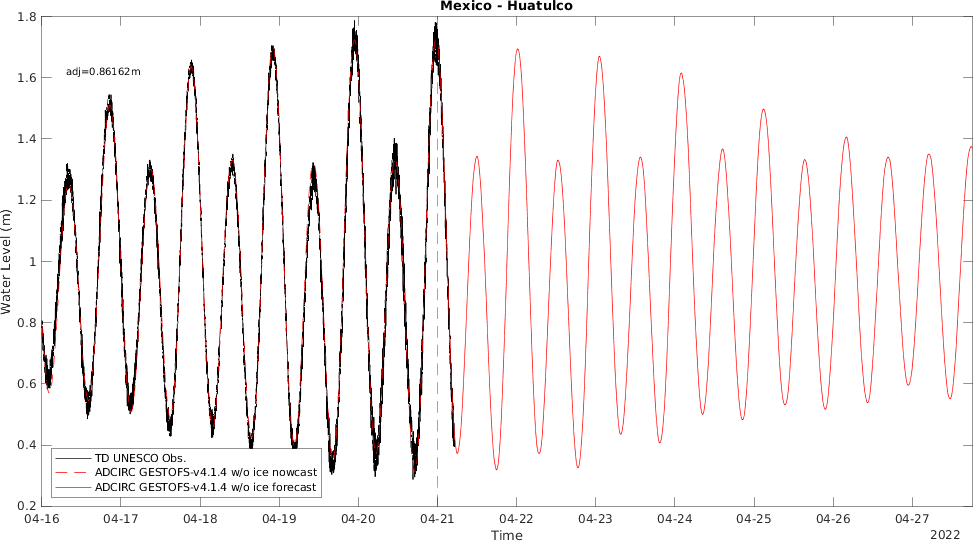 Mexico - Huatulco
1.8
1.6
1.4
1.2
1
0.8
0.6
0.4
0.2
Water Level (m)
adj=0.86162m
TD UNESCO Obs.
ADCIRC GESTOFS-v4.1.4 w/o ice nowcast
ADCIRC GESTOFS-v4.1.4 w/o ice forecast
04-16 04-17 04-18 04-19 04-20 04-21 04-22 04-23 04-24 04-25 04-26 04-27
Time
2022